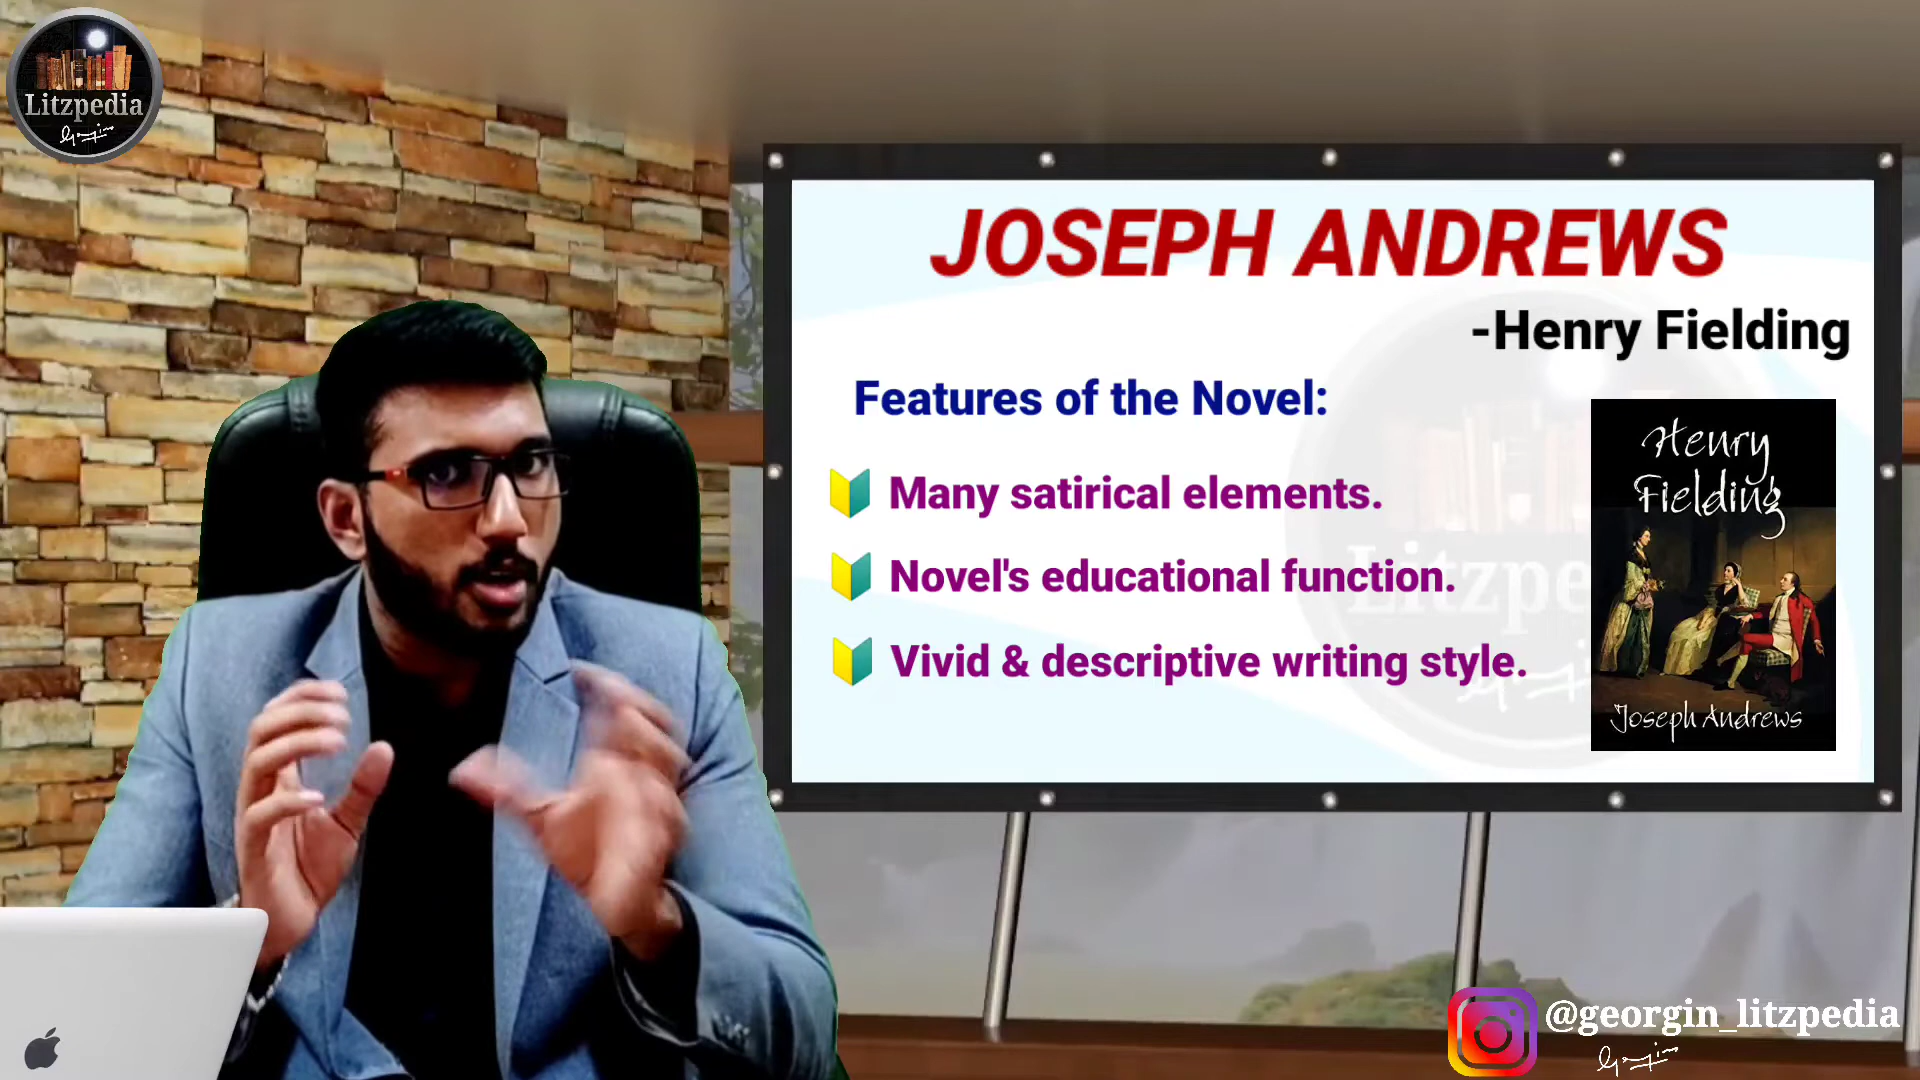 Litzpedia
JOSEPH ANDREWS
-Henry Fielding
Features of the Novel:
Many satirical elements.
Novel's educational function.
Vivid & descriptive writing style.
Henry
Fielding
Joseph Andrews
Litzpe
@georgin_litzpedia